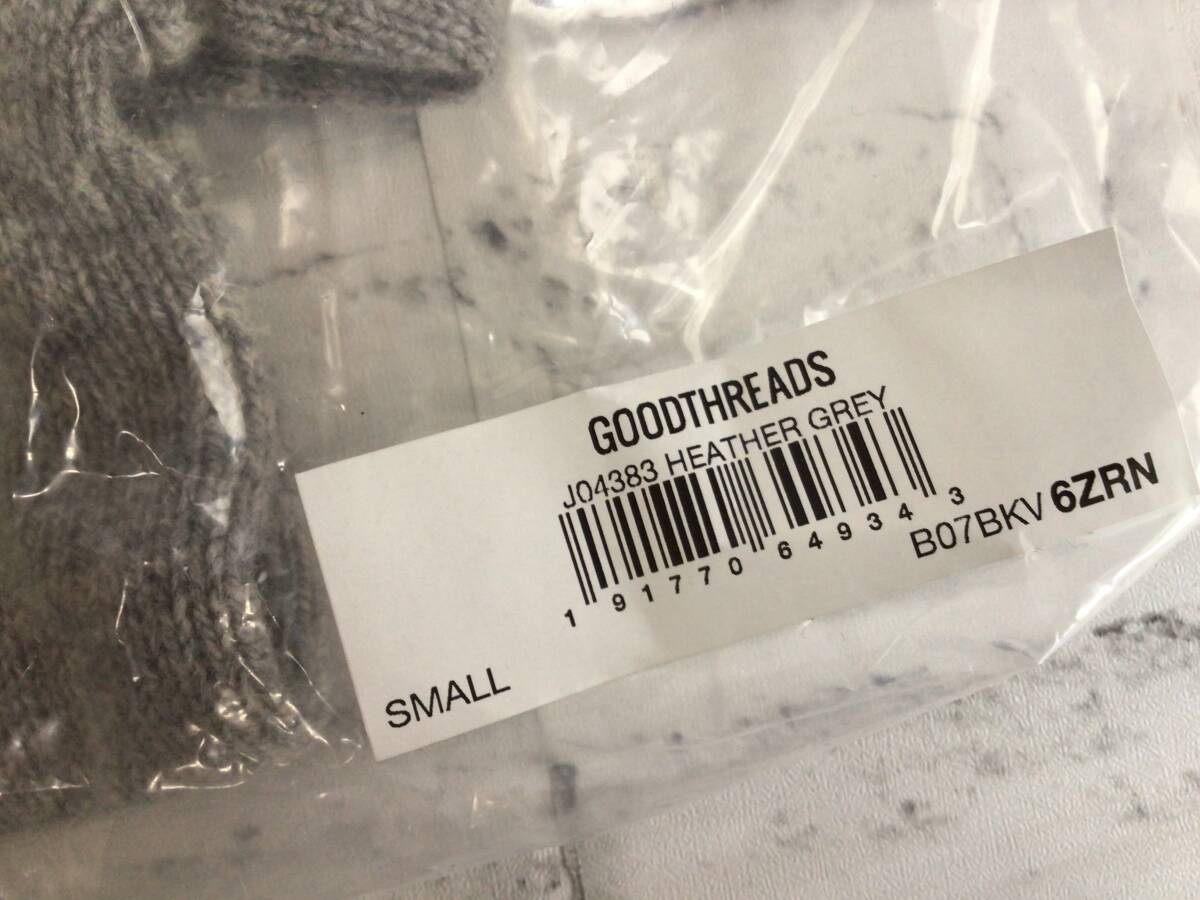 GOODTHREADS
J04383 HEATHER GREY
1 91770 64934 3
B07BKV 6ZRN
SMALL